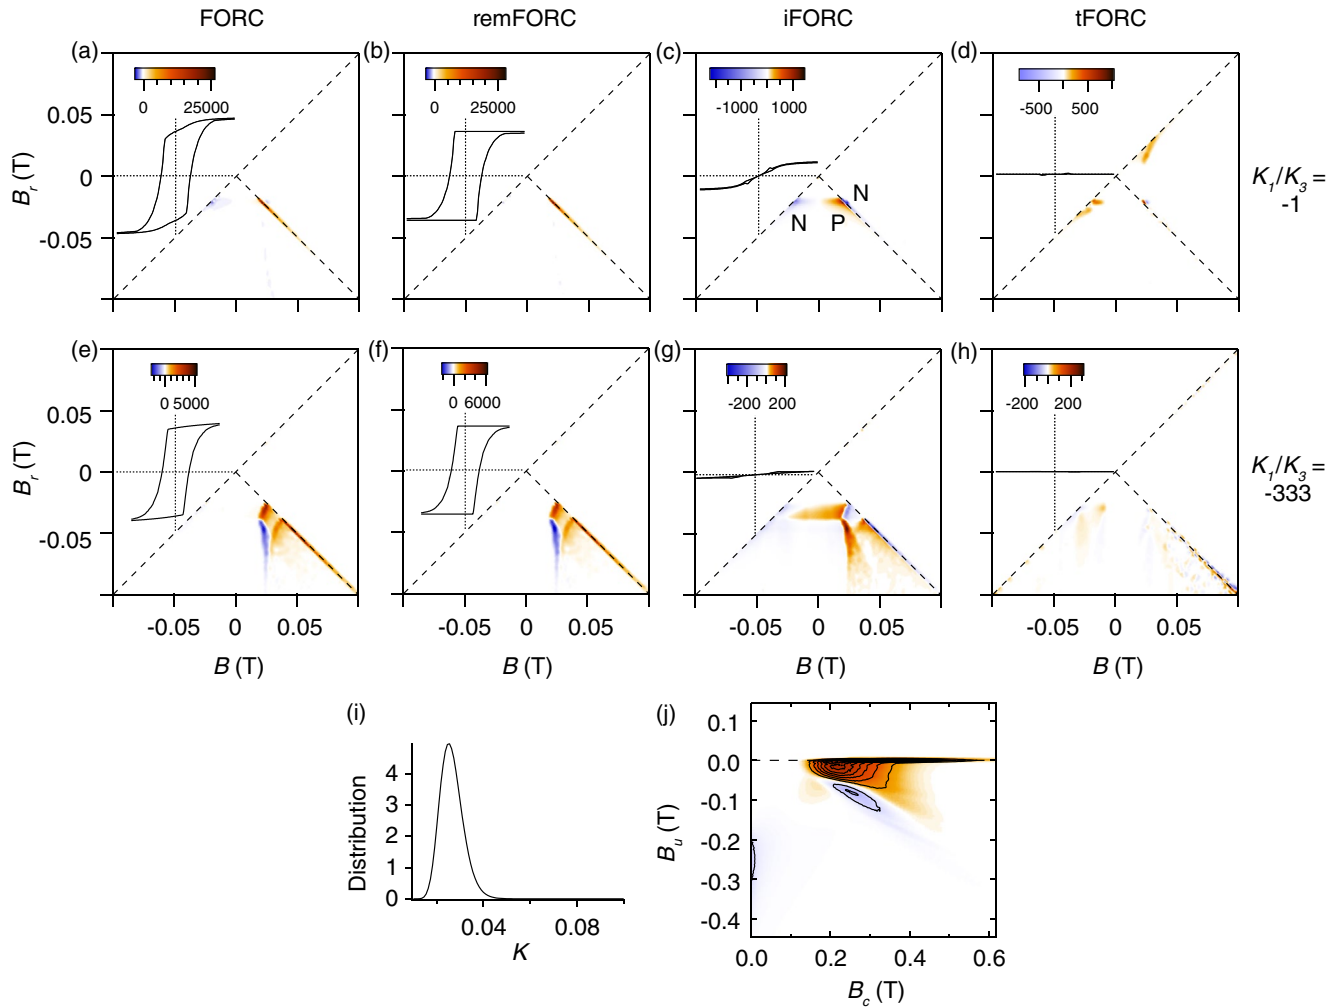 FORC remFORC iFORC tFORC
(a) (b) (c) (d)
0 25000 0 25000 -1000 1000 -500 500
0.05
0
-0.05
B_r (T)
N P N
K_1/K_3 =
-1
(e) (f) (g) (h)
0 5000 0 6000 -200 200 -200 200
0.05
0
-0.05
B_r (T)
K_1/K_3 =
-333
-0.05 0 0.05 -0.05 0 0.05 -0.05 0 0.05 -0.05 0 0.05
B (T) B (T) B (T) B (T)
(i)
4
3
2
1
0
Distribution
0.04 0.08
K
(j)
0.1
0.0
-0.1
-0.2
-0.3
-0.4
B_u (T)
0.0 0.2 0.4 0.6
B_c (T)